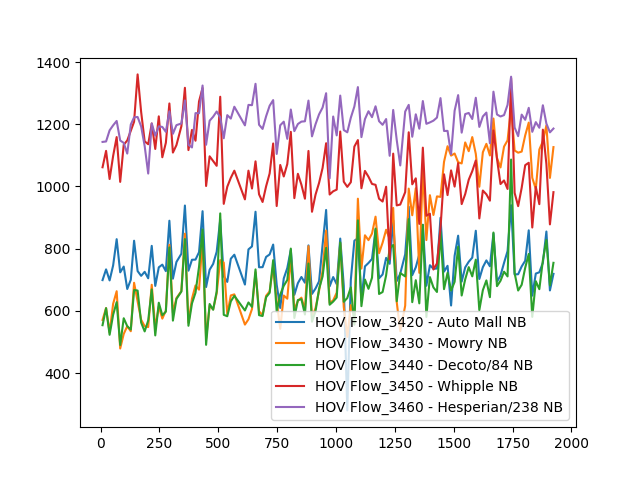 1400
1200
1000
800
600
400
HOV Flow_3420 - Auto Mall NB
HOV Flow_3430 - Mowry NB
HOV Flow_3440 - Decoto/84 NB
HOV Flow_3450 - Whipple NB
HOV Flow_3460 - Hesperian/238 NB
0 250 500 750 1000 1250 1500 1750 2000